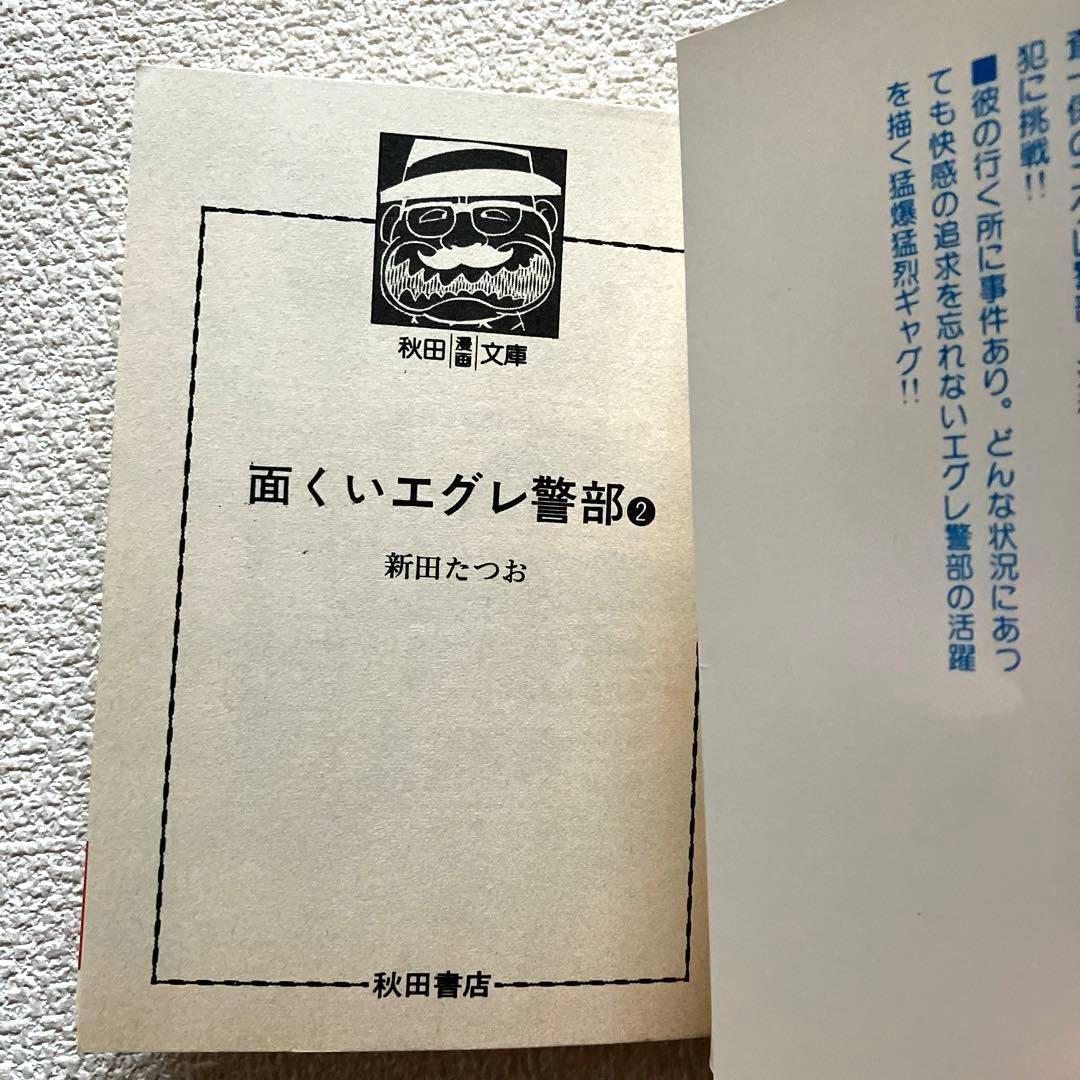 犯に挑戦!!
■彼の行く所に事件あり。どんな状況にあっ
ても快感の追求を忘れないエグレ警部の活躍
を描く猛爆猛烈ギャグ!!
秋田漫画文庫
面くいエグレ警部❷
新田たつお
秋田書店